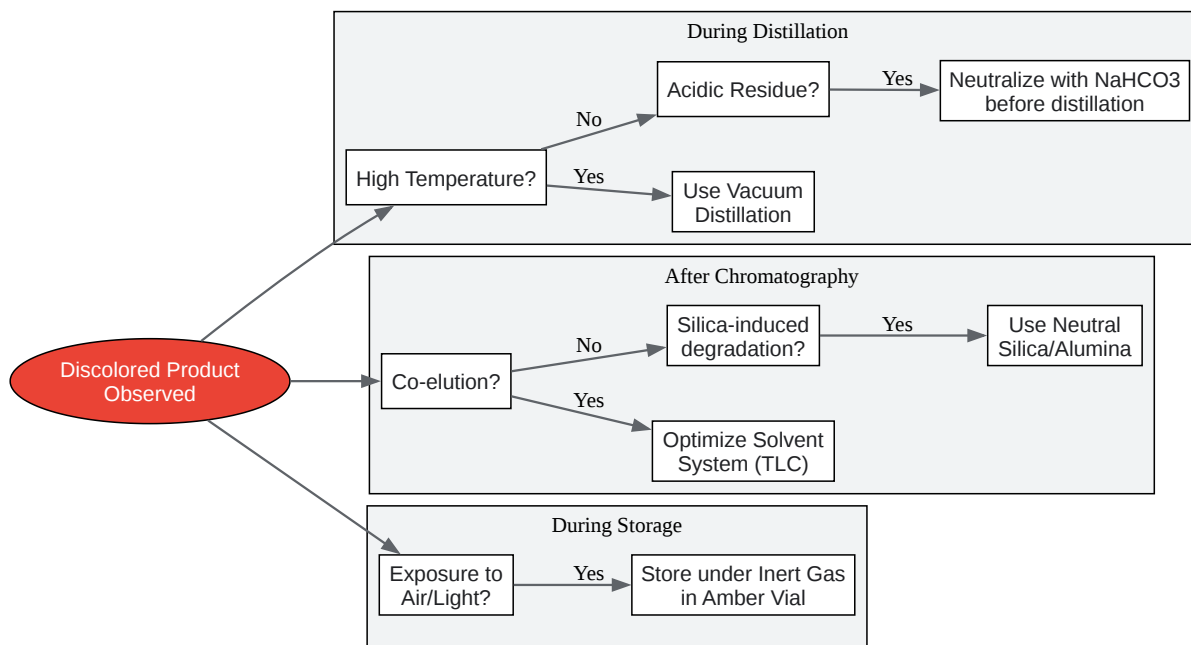 During Distillation
Acidic Residue?
Yes
Neutralize with NaHCO3
before distillation
No
High Temperature?
Yes
Use Vacuum
Distillation
After Chromatography
Silica-induced
degradation?
Yes
Use Neutral
Silica/Alumina
No
Discolored Product
Observed
Co-elution?
Yes
Optimize Solvent
System (TLC)
During Storage
Exposure to
Air/Light?
Yes
Store under Inert Gas
in Amber Vial